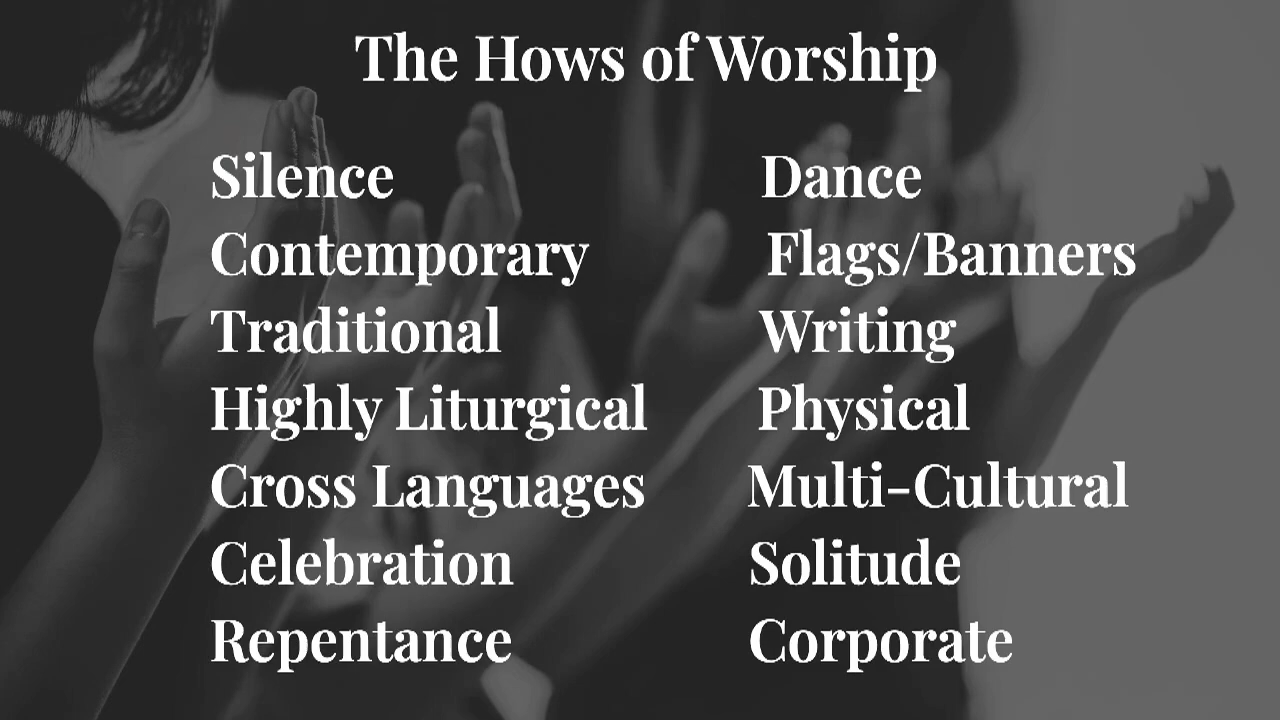 The Hows of Worship
Silence
Contemporary
Traditional
Highly Liturgical
Cross Languages
Celebration
Repentance
Dance
Flags/Banners
Writing
Physical
Multi-Cultural
Solitude
Corporate